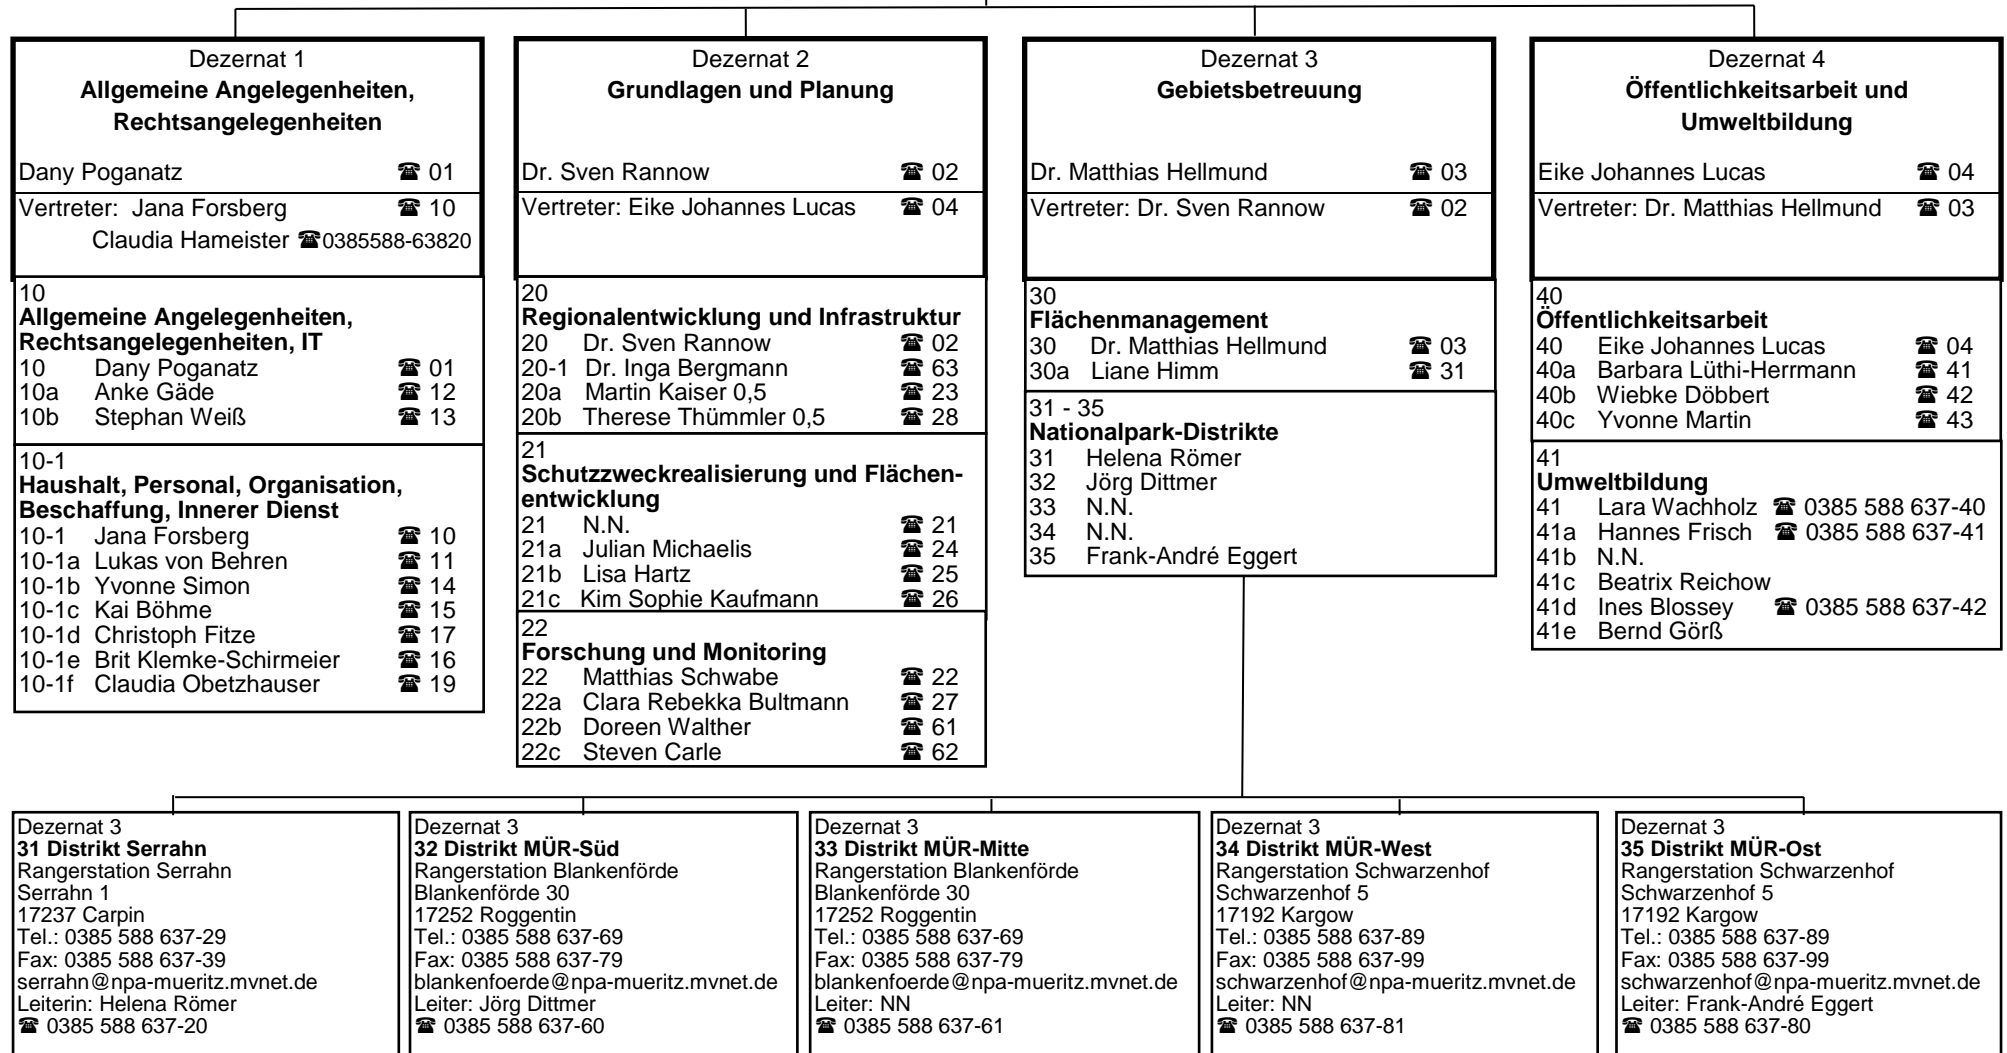 Dezernat 1
Allgemeine Angelegenheiten,
Rechtsangelegenheiten
Dany Poganatz ☎ 01
Vertreter: Jana Forsberg ☎ 10
Claudia Hameister ☎0385588-63820
10
Allgemeine Angelegenheiten,
Rechtsangelegenheiten, IT
10 Dany Poganatz ☎ 01
10a Anke Gäde ☎ 12
10b Stephan Weiß ☎ 13
10-1
Haushalt, Personal, Organisation,
Beschaffung, Innerer Dienst
10-1 Jana Forsberg ☎ 10
10-1a Lukas von Behren ☎ 11
10-1b Yvonne Simon ☎ 14
10-1c Kai Böhme ☎ 15
10-1d Christoph Fitze ☎ 17
10-1e Brit Klemke-Schirmeier ☎ 16
10-1f Claudia Obetzhauser ☎ 19
Dezernat 2
Grundlagen und Planung
Dr. Sven Rannow ☎ 02
Vertreter: Eike Johannes Lucas ☎ 04
20
Regionalentwicklung und Infrastruktur
20 Dr. Sven Rannow ☎ 02
20-1 Dr. Inga Bergmann ☎ 63
20a Martin Kaiser 0,5 ☎ 23
20b Therese Thümmler 0,5 ☎ 28
21
Schutzzweckrealisierung und Flächen-
entwicklung
21 N.N. ☎ 21
21a Julian Michaelis ☎ 24
21b Lisa Hartz ☎ 25
21c Kim Sophie Kaufmann ☎ 26
22
Forschung und Monitoring
22 Matthias Schwabe ☎ 22
22a Clara Rebekka Bultmann ☎ 27
22b Doreen Walther ☎ 61
22c Steven Carle ☎ 62
Dezernat 3
Gebietsbetreuung
Dr. Matthias Hellmund ☎ 03
Vertreter: Dr. Sven Rannow ☎ 02
30
Flächenmanagement
30 Dr. Matthias Hellmund ☎ 03
30a Liane Himm ☎ 31
31 - 35
Nationalpark-Distrikte
31 Helena Römer
32 Jörg Dittmer
33 N.N.
34 N.N.
35 Frank-André Eggert
Dezernat 4
Öffentlichkeitsarbeit und
Umweltbildung
Eike Johannes Lucas ☎ 04
Vertreter: Dr. Matthias Hellmund ☎ 03
40
Öffentlichkeitsarbeit
40 Eike Johannes Lucas ☎ 04
40a Barbara Lüthi-Herrmann ☎ 41
40b Wiebke Döbbert ☎ 42
40c Yvonne Martin ☎ 43
41
Umweltbildung
41 Lara Wachholz ☎ 0385 588 637-40
41a Hannes Frisch ☎ 0385 588 637-41
41b N.N.
41c Beatrix Reichow
41d Ines Blossey ☎ 0385 588 637-42
41e Bernd Görß
Dezernat 3
31 Distrikt Serrahn
Rangerstation Serrahn
Serrahn 1
17237 Carpin
Tel.: 0385 588 637-29
Fax: 0385 588 637-39
serrahn@npa-mueritz.mvnet.de
Leiterin: Helena Römer
☎ 0385 588 637-20
Dezernat 3
32 Distrikt MÜR-Süd
Rangerstation Blankenförde
Blankenförde 30
17252 Roggentin
Tel.: 0385 588 637-69
Fax: 0385 588 637-79
blankenfoerde@npa-mueritz.mvnet.de
Leiter: Jörg Dittmer
☎ 0385 588 637-60
Dezernat 3
33 Distrikt MÜR-Mitte
Rangerstation Blankenförde
Blankenförde 30
17252 Roggentin
Tel.: 0385 588 637-69
Fax: 0385 588 637-79
blankenfoerde@npa-mueritz.mvnet.de
Leiter: NN
☎ 0385 588 637-61
Dezernat 3
34 Distrikt MÜR-West
Rangerstation Schwarzenhof
Schwarzenhof 5
17192 Kargow
Tel.: 0385 588 637-89
Fax: 0385 588 637-99
schwarzenhof@npa-mueritz.mvnet.de
Leiter: NN
☎ 0385 588 637-81
Dezernat 3
35 Distrikt MÜR-Ost
Rangerstation Schwarzenhof
Schwarzenhof 5
17192 Kargow
Tel.: 0385 588 637-89
Fax: 0385 588 637-99
schwarzenhof@npa-mueritz.mvnet.de
Leiter: Frank-André Eggert
☎ 0385 588 637-80